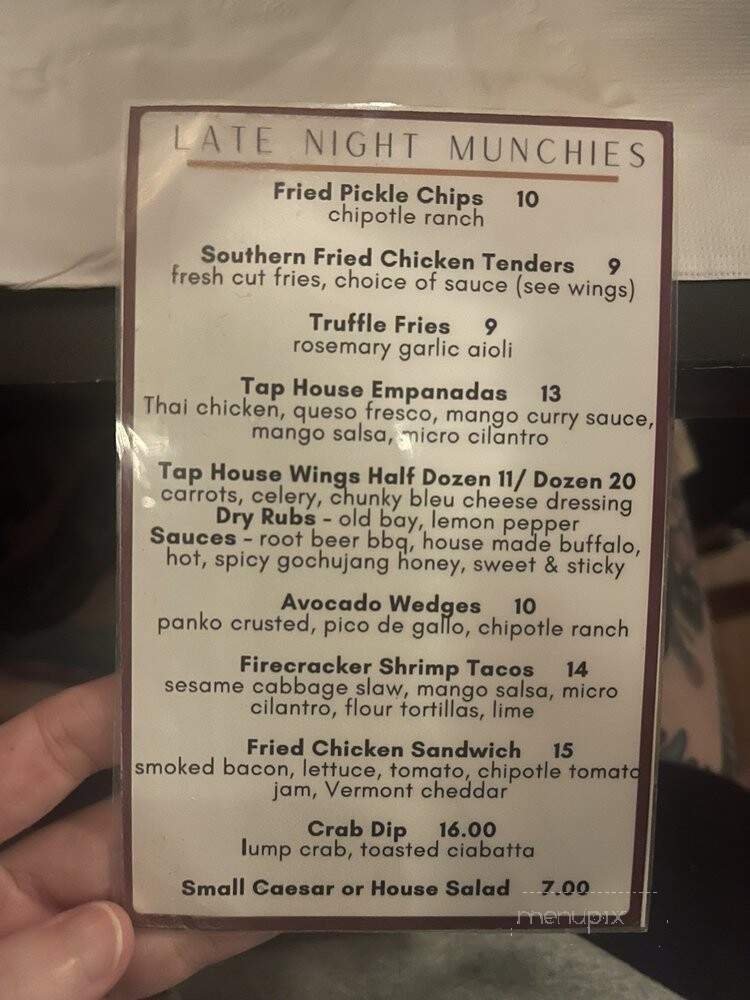 LATE NIGHT MUNCHIES
Fried Pickle Chips 10
chipotle ranch
Southern Fried Chicken Tenders 9
fresh cut fries, choice of sauce (see wings)
Truffle Fries 9
rosemary garlic aioli
Tap House Empanadas 13
Thai chicken, queso fresco, mango curry sauce,
mango salsa, micro cilantro
Tap House Wings Half Dozen 11/ Dozen 20
carrots, celery, chunky bleu cheese dressing
Dry Rubs - old bay, lemon pepper
Sauces - root beer bbq, house made buffalo,
hot, spicy gochujang honey, sweet & sticky
Avocado Wedges 10
panko crusted, pico de gallo, chipotle ranch
Firecracker Shrimp Tacos 14
sesame cabbage slaw, mango salsa, micro
cilantro, flour tortillas, lime
Fried Chicken Sandwich 15
smoked bacon, lettuce, tomato, chipotle tomato
jam, Vermont cheddar
Crab Dip 16.00
lump crab, toasted ciabatta
Small Caesar or House Salad 7.00
menupix